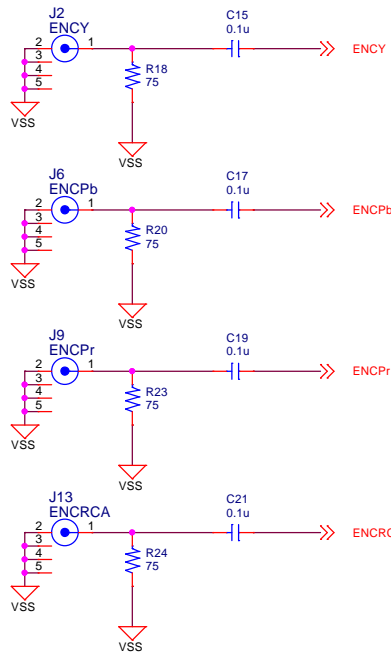 J2
ENCY
C15
0.1u
2
1
ENCY
3
4
5
R18
75
VSS
VSS
J6
ENCPb
C17
0.1u
2
1
ENCPb
3
4
5
R20
75
VSS
VSS
J9
ENCPr
C19
0.1u
2
1
ENCPr
3
4
5
R23
75
VSS
VSS
J13
ENCRCA
C21
0.1u
2
1
3
4
5
R24
75
VSS
VSS